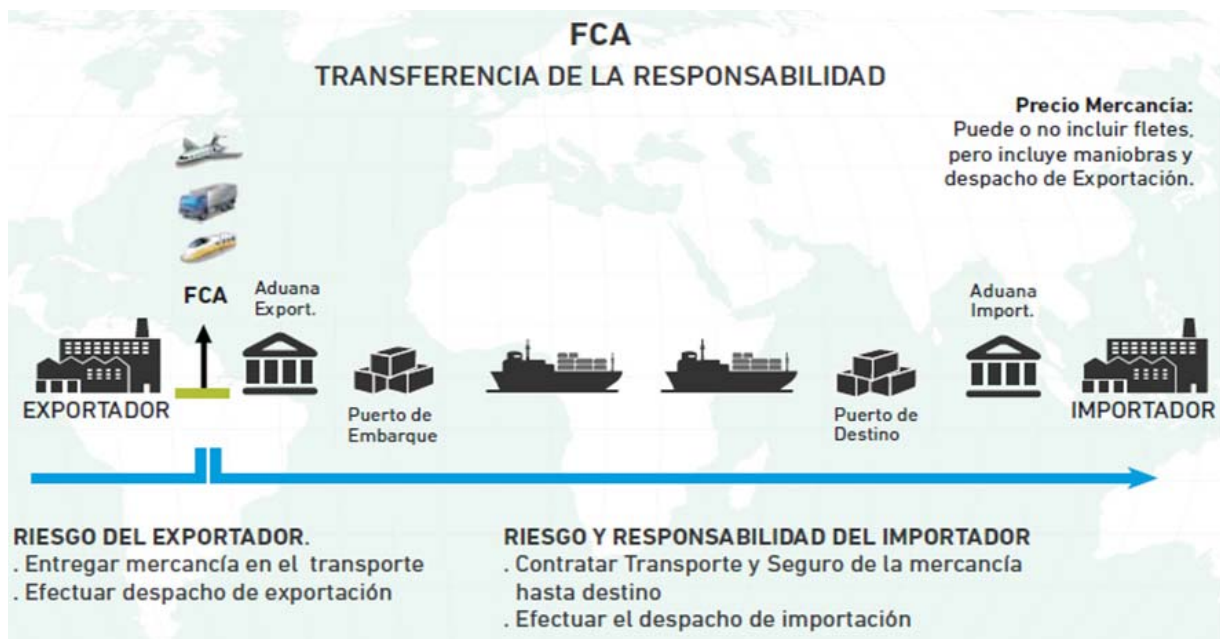 FCA
TRANSFERENCIA DE LA RESPONSABILIDAD
Precio Mercancía:
Puede o no incluir fletes,
pero incluye maniobras y
despacho de Exportación.
FCA
Aduana
Export.
Aduana
Import.
EXPORTADOR
Puerto de
Embarque
Puerto de
Destino
IMPORTADOR
RIESGO DEL EXPORTADOR.
. Entregar mercancía en el transporte
. Efectuar despacho de exportación
RIESGO Y RESPONSABILIDAD DEL IMPORTADOR
. Contratar Transporte y Seguro de la mercancía
hasta destino
. Efectuar el despacho de importación